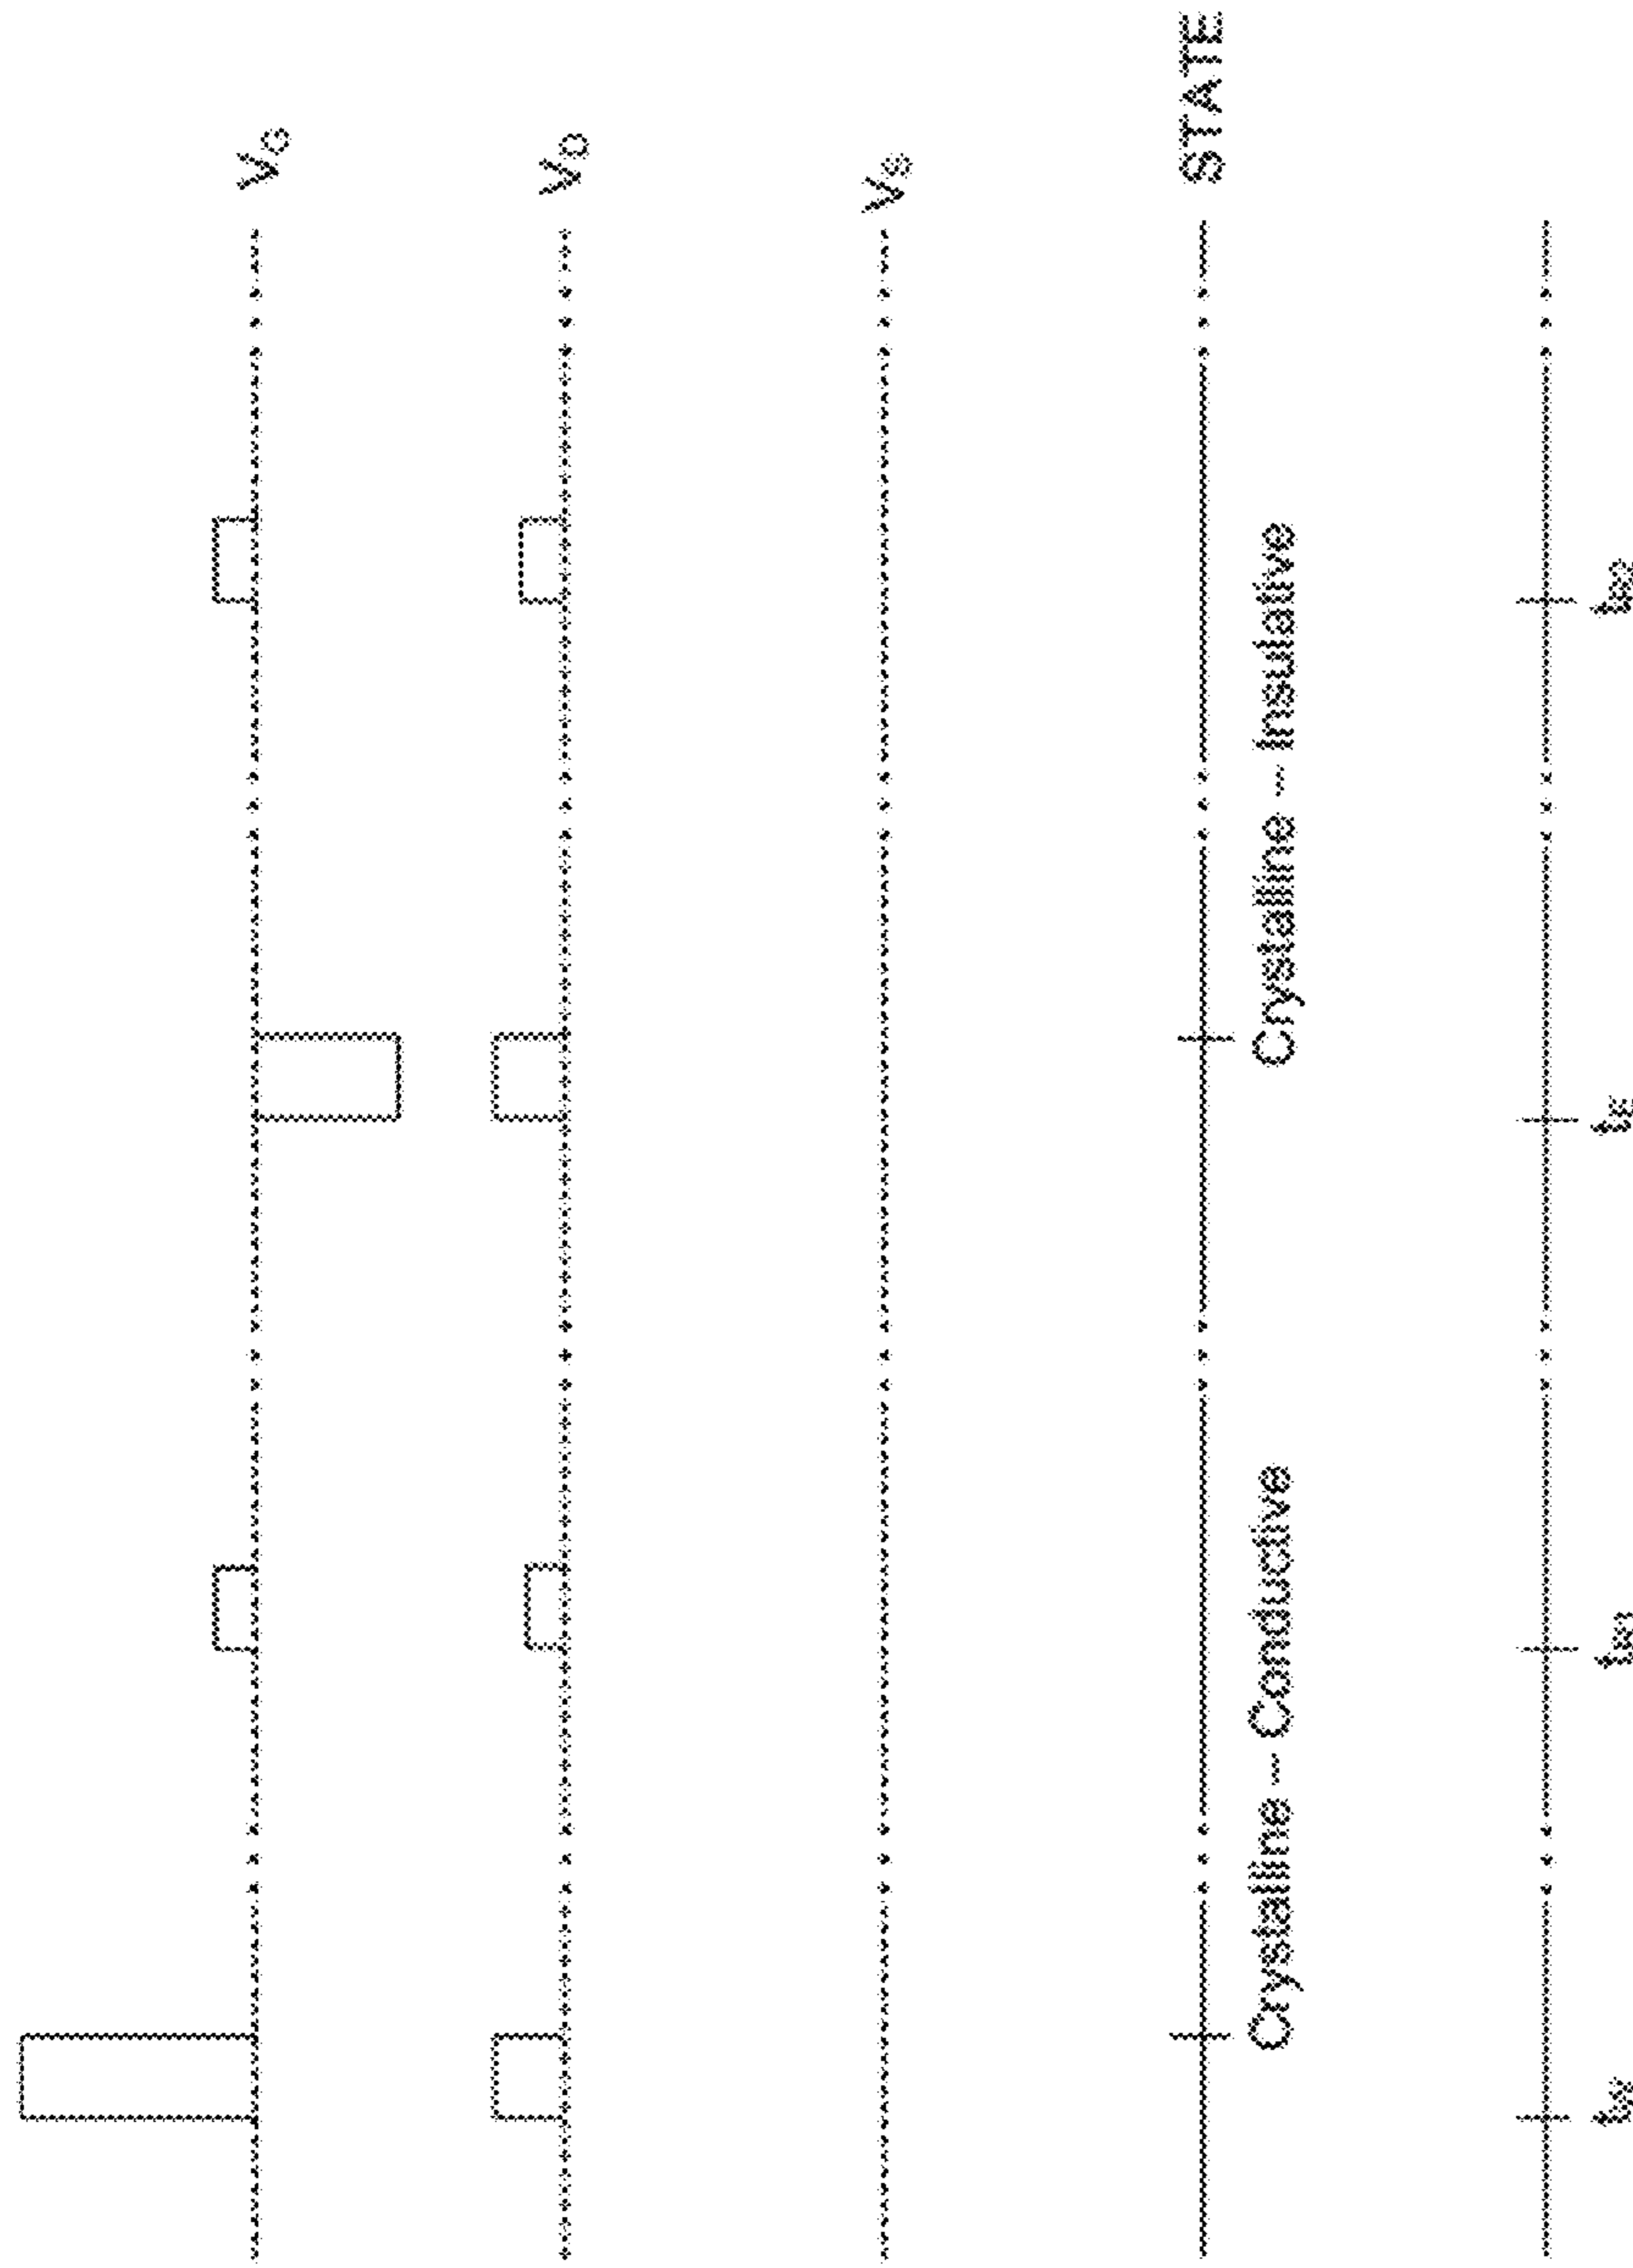 V_G
V_D
V_S
STATE
Crystalline – Conductive
Crystalline – Insulative